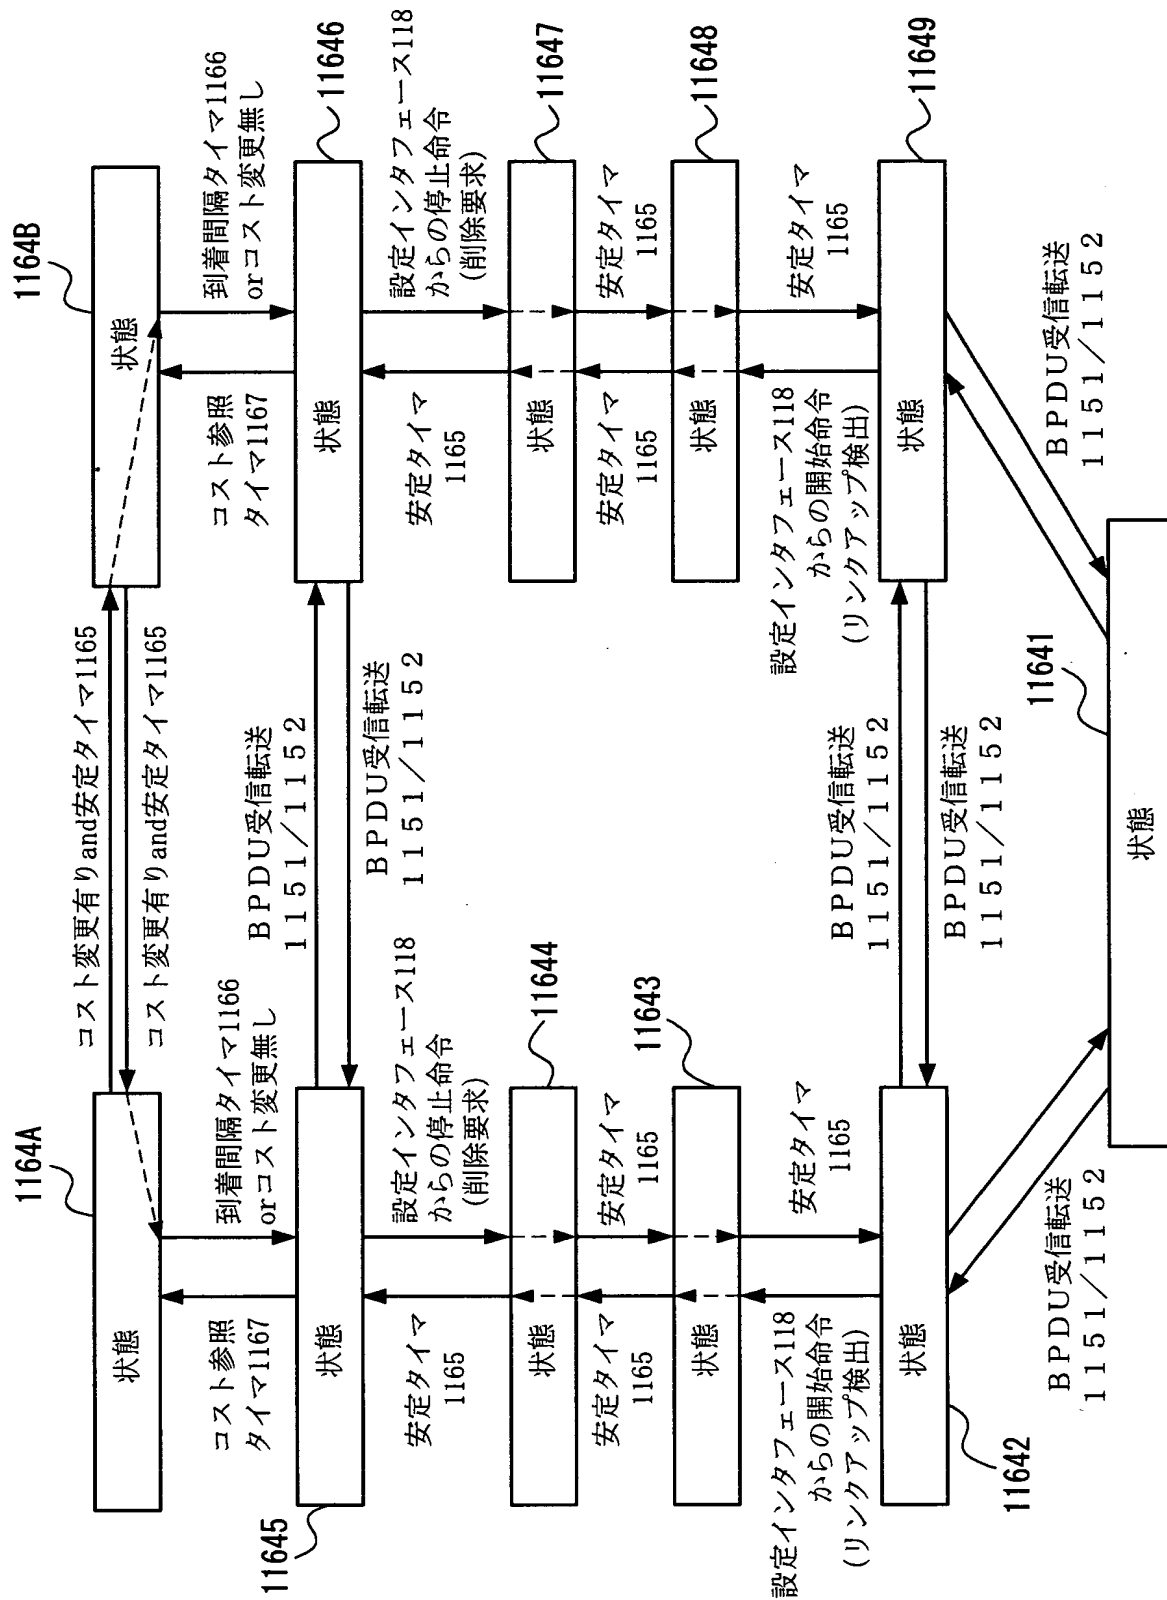 1164A
1164B
コスト変更有りand安定タイマ1165
コスト変更有りand安定タイマ1165
状態
状態
コスト参照
タイマ1167
到着間隔タイマ1166
orコスト変更無し
コスト参照
タイマ1167
到着間隔タイマ1166
orコスト変更無し
11645
状態
BPDU受信転送
1151/1152
BPDU受信転送
1151/1152
状態
11646
安定タイマ
1165
設定インタフェース118
からの停止命令
(削除要求)
安定タイマ
1165
設定インタフェース118
からの停止命令
(削除要求)
状態
11644
状態
11647
安定タイマ
1165
安定タイマ
1165
安定タイマ
1165
安定タイマ
1165
11643
11648
設定インタフェース118
からの開始命令
(リンクアップ検出)
安定タイマ
1165
設定インタフェース118
からの開始命令
(リンクアップ検出)
安定タイマ
1165
状態
11642
BPDU受信転送
1151/1152
BPDU受信転送
1151/1152
状態
11649
BPDU受信転送
1151/1152
11641
BPDU受信転送
1151/1152
状態